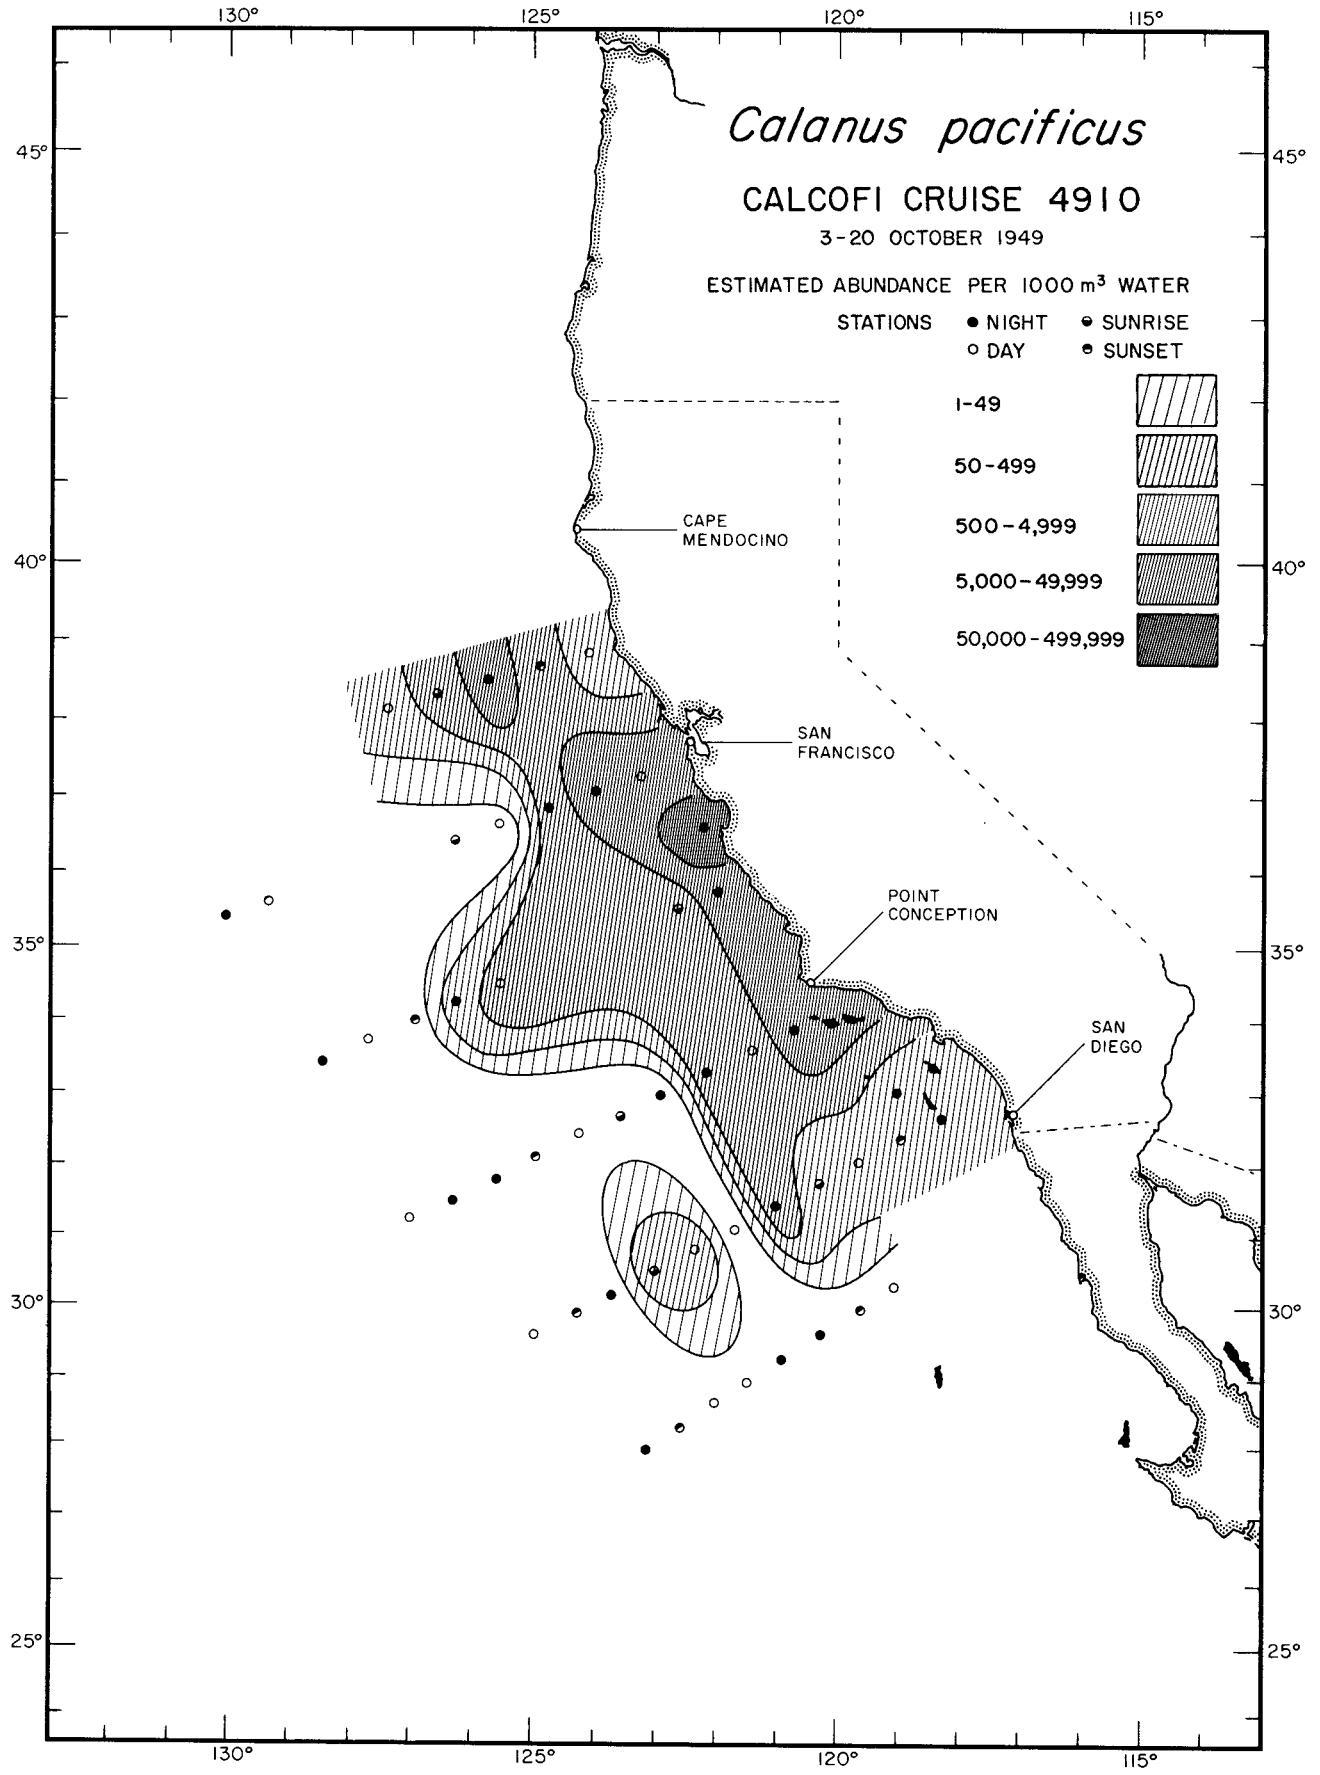 130° 125° 120° 115°
Calanus pacificus
45° 45°
CALCOFI CRUISE 4910
3-20 OCTOBER 1949
ESTIMATED ABUNDANCE PER 1000 m³ WATER
STATIONS NIGHT SUNRISE
DAY SUNSET
1-49
50-499
CAPE
MENDOCINO
500-4,999
40° 40°
5,000-49,999
50,000-499,999
SAN
FRANCISCO
POINT
CONCEPTION
35° 35°
SAN
DIEGO
30° 30°
25° 25°
130° 125° 120° 115°